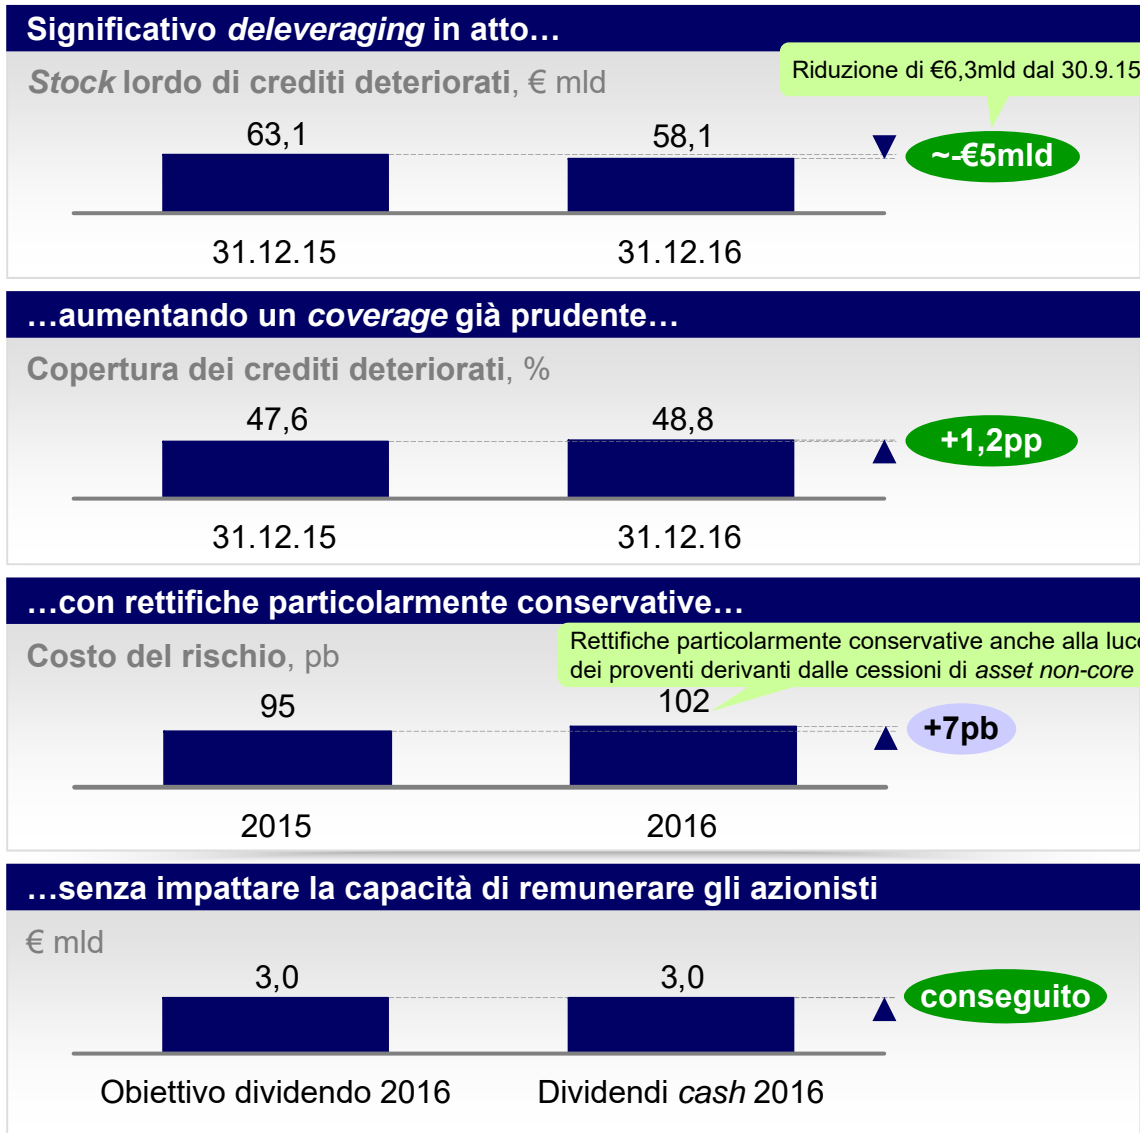 Significativo deleveraging in atto…
Riduzione di €6,3mld dal 30.9.15
Stock lordo di crediti deteriorati, € mld
63,1
58,1
~-€5mld
31.12.15
31.12.16
…aumentando un coverage già prudente…
Copertura dei crediti deteriorati, %
47,6
48,8
+1,2pp
31.12.15
31.12.16
…con rettifiche particolarmente conservative…
Rettifiche particolarmente conservative anche alla luce
dei proventi derivanti dalle cessioni di asset non-core
Costo del rischio, pb
95
102
+7pb
2015
2016
…senza impattare la capacità di remunerare gli azionisti
€ mld
3,0
3,0
conseguito
Obiettivo dividendo 2016
Dividendi cash 2016